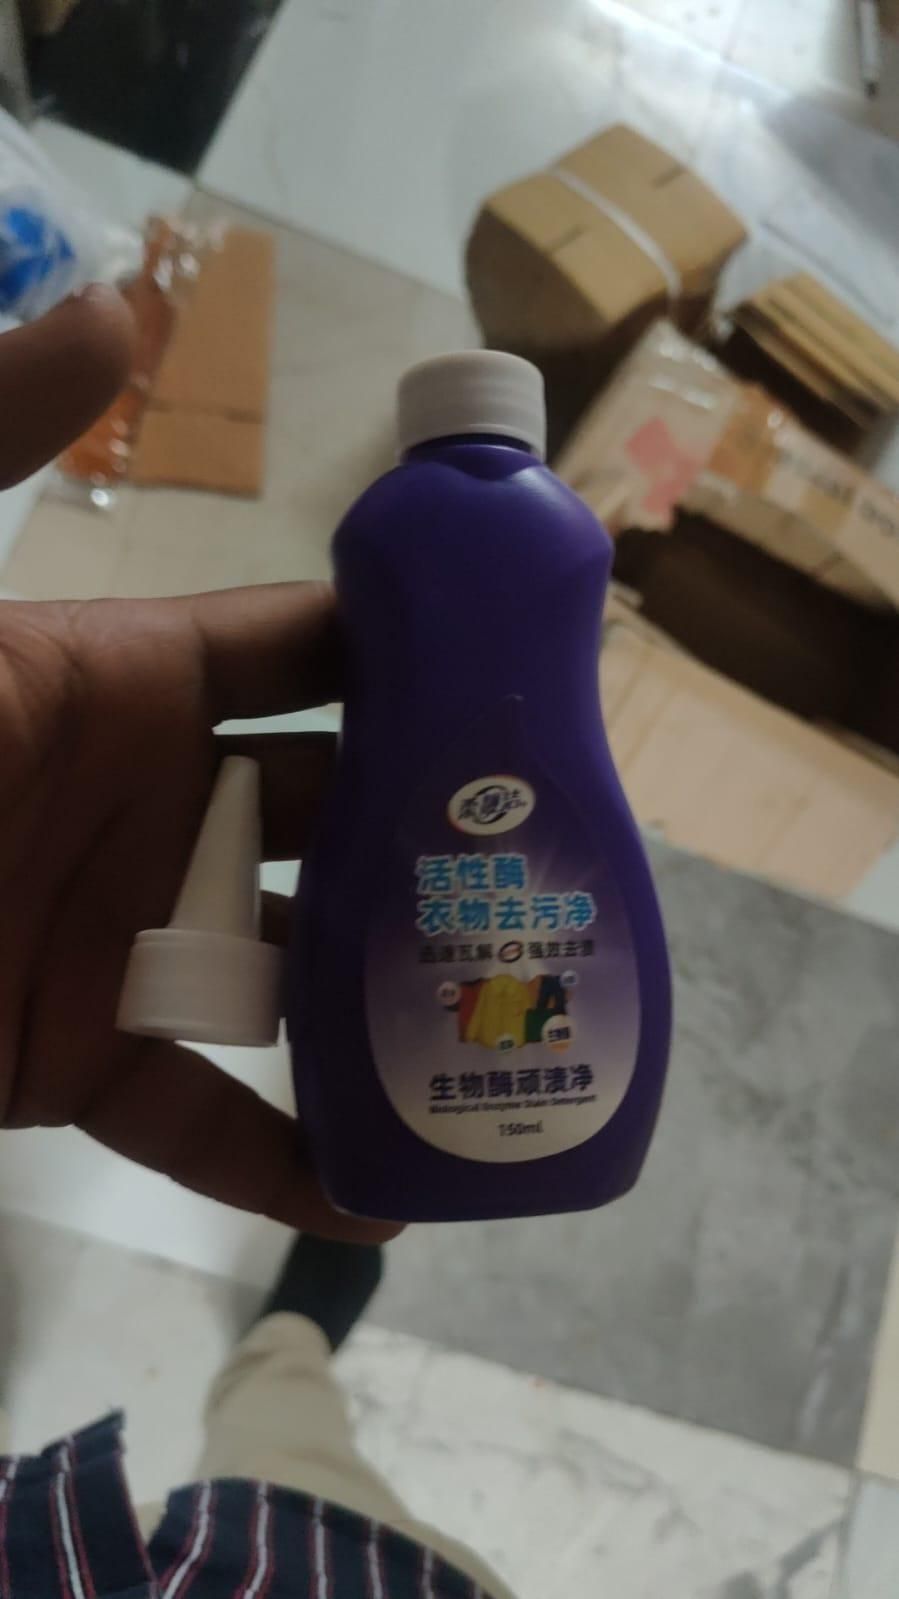 活性酶
衣物去污净
迅速瓦解 强效去渍
生物酶顽渍净
Biological Enzyme Stain Detergent
150ml